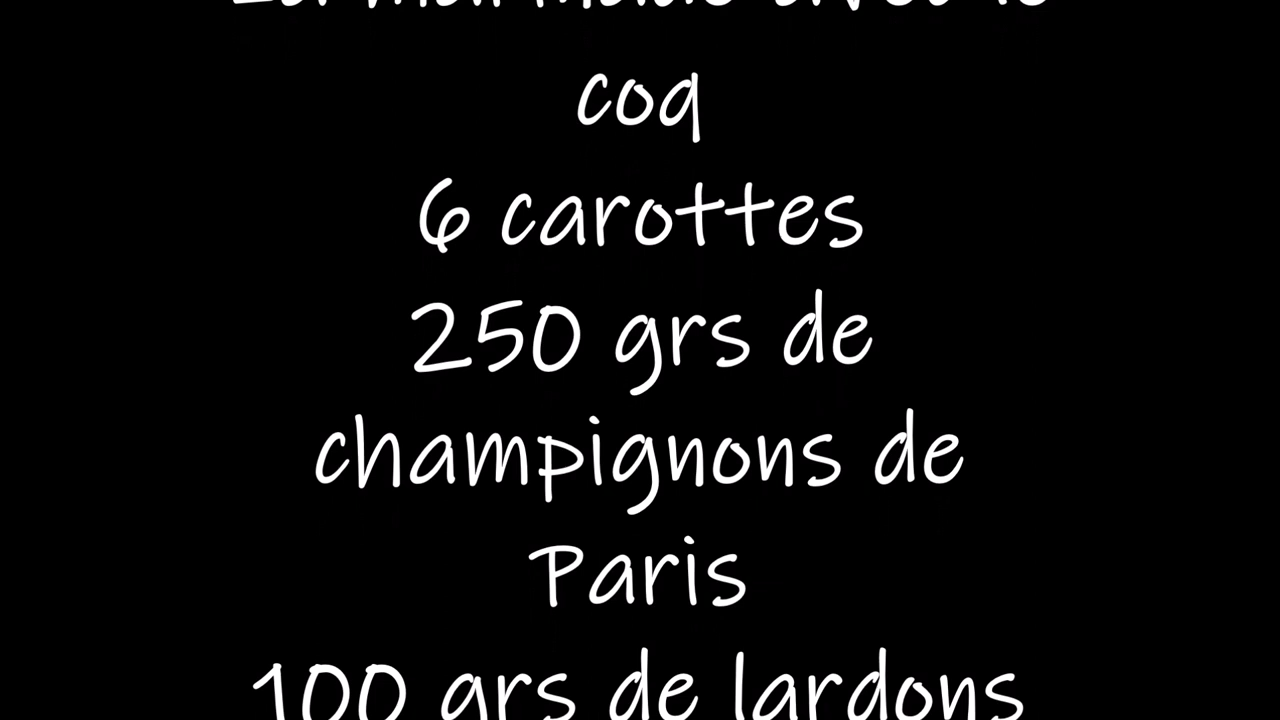 coq
6 carottes
250 grs de
champignons de
Paris
100 grs de lardons